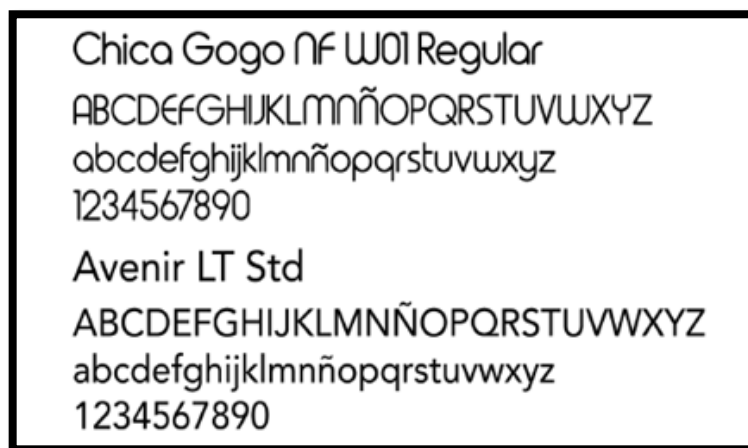 Chica Gogo NF W01 Regular
ABCDEFGHIJKLMNÑOPQRSTUVWXYZ
abcdefghijklmnñopqrstuvwxyz
1234567890
Avenir LT Std
ABCDEFGHIJKLMNÑOPQRSTUVWXYZ
abcdefghijklmnñopqrstuvwxyz
1234567890